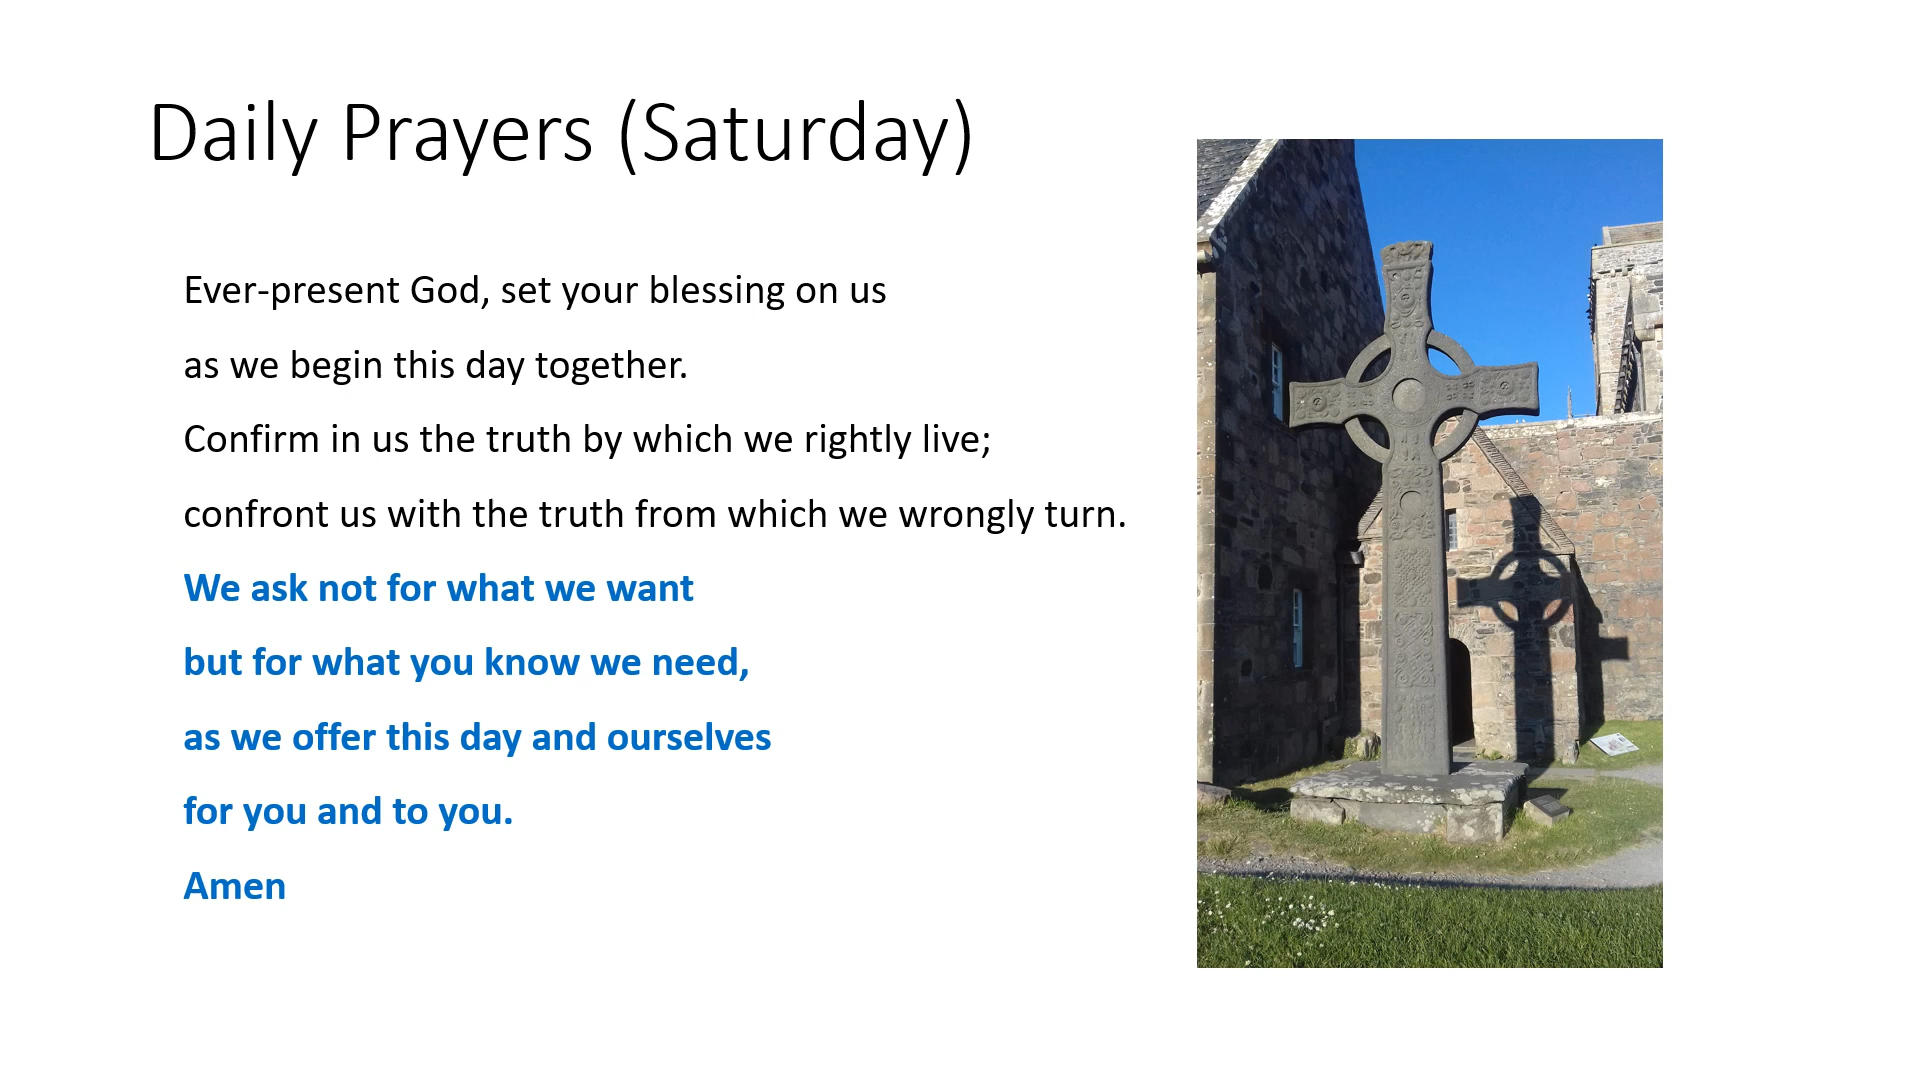 Daily Prayers (Saturday)
Ever-present God, set your blessing on us
as we begin this day together.
Confirm in us the truth by which we rightly live;
confront us with the truth from which we wrongly turn.
We ask not for what we want
but for what you know we need,
as we offer this day and ourselves
for you and to you.
Amen